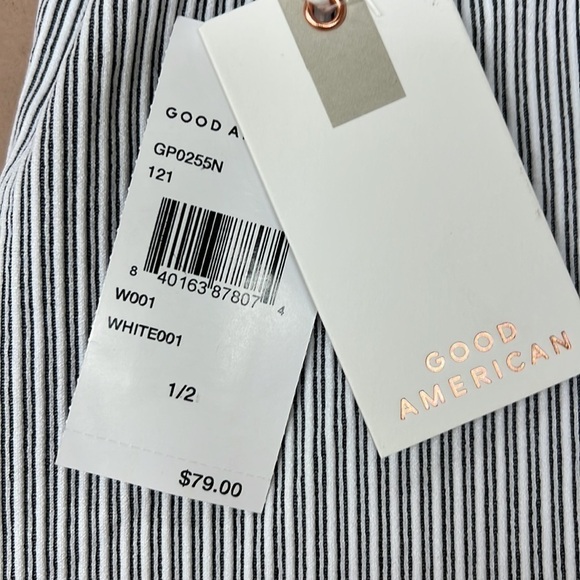 GOOD A
GP0255N
121
8 40163 87807 4
W001
WHITE001
1/2
$79.00
GOOD
AMERICAN